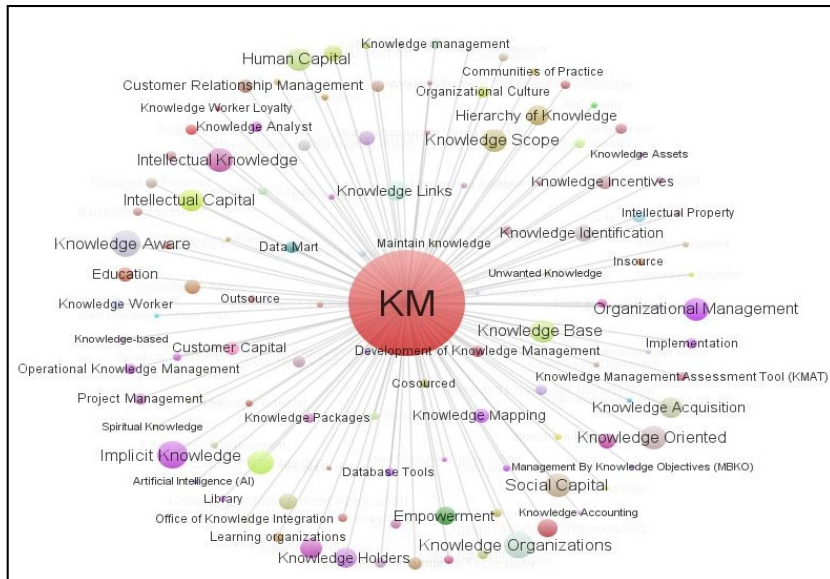 Knowledge management
Human Capital
Communities of Practice
Customer Relationship Management
Organizational Culture
Knowledge Worker Loyalty
Hierarchy of Knowledge
Knowledge Analyst
Knowledge Scope
Knowledge Assets
Intellectual Knowledge
Knowledge Incentives
Knowledge Links
Intellectual Capital
Intellectual Property
Knowledge Identification
Knowledge Aware
Data Mart
Maintain knowledge
Insource
Education
Unwanted Knowledge
Outsource
KM
Knowledge Worker
Organizational Management
Knowledge Base
Knowledge-based
Implementation
Customer Capital
Development of Knowledge Management
Operational Knowledge Management
Knowledge Management Assessment Tool (KMAT)
Cosourced
Project Management
Knowledge Acquisition
Knowledge Packages
Knowledge Mapping
Spiritual Knowledge
Knowledge Oriented
Implicit Knowledge
Management By Knowledge Objectives (MBKO)
Database Tools
Artificial Intelligence (AI)
Social Capital
Library
Knowledge Accounting
Office of Knowledge Integration
Empowerment
Learning organizations
Knowledge Organizations
Knowledge Holders